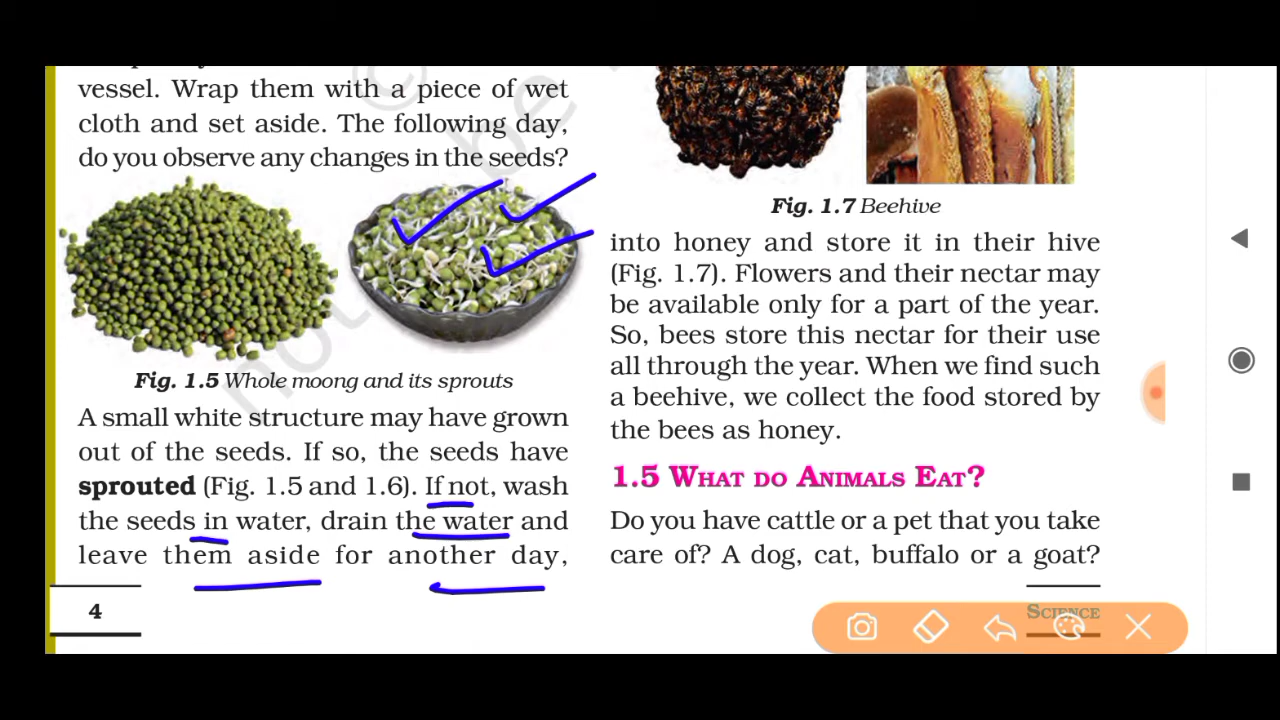 vessel. Wrap them with a piece of wet
cloth and set aside. The following day,
do you observe any changes in the seeds?
Fig. 1.5 Whole moong and its sprouts
A small white structure may have grown
out of the seeds. If so, the seeds have
sprouted (Fig. 1.5 and 1.6). If not, wash
the seeds in water, drain the water and
leave them aside for another day,
4
Fig. 1.7 Beehive
into honey and store it in their hive
(Fig. 1.7). Flowers and their nectar may
be available only for a part of the year.
So, bees store this nectar for their use
all through the year. When we find such
a beehive, we collect the food stored by
the bees as honey.
1.5 WHAT DO ANIMALS EAT?
Do you have cattle or a pet that you take
care of? A dog, cat, buffalo or a goat?
SCIENCE
not be